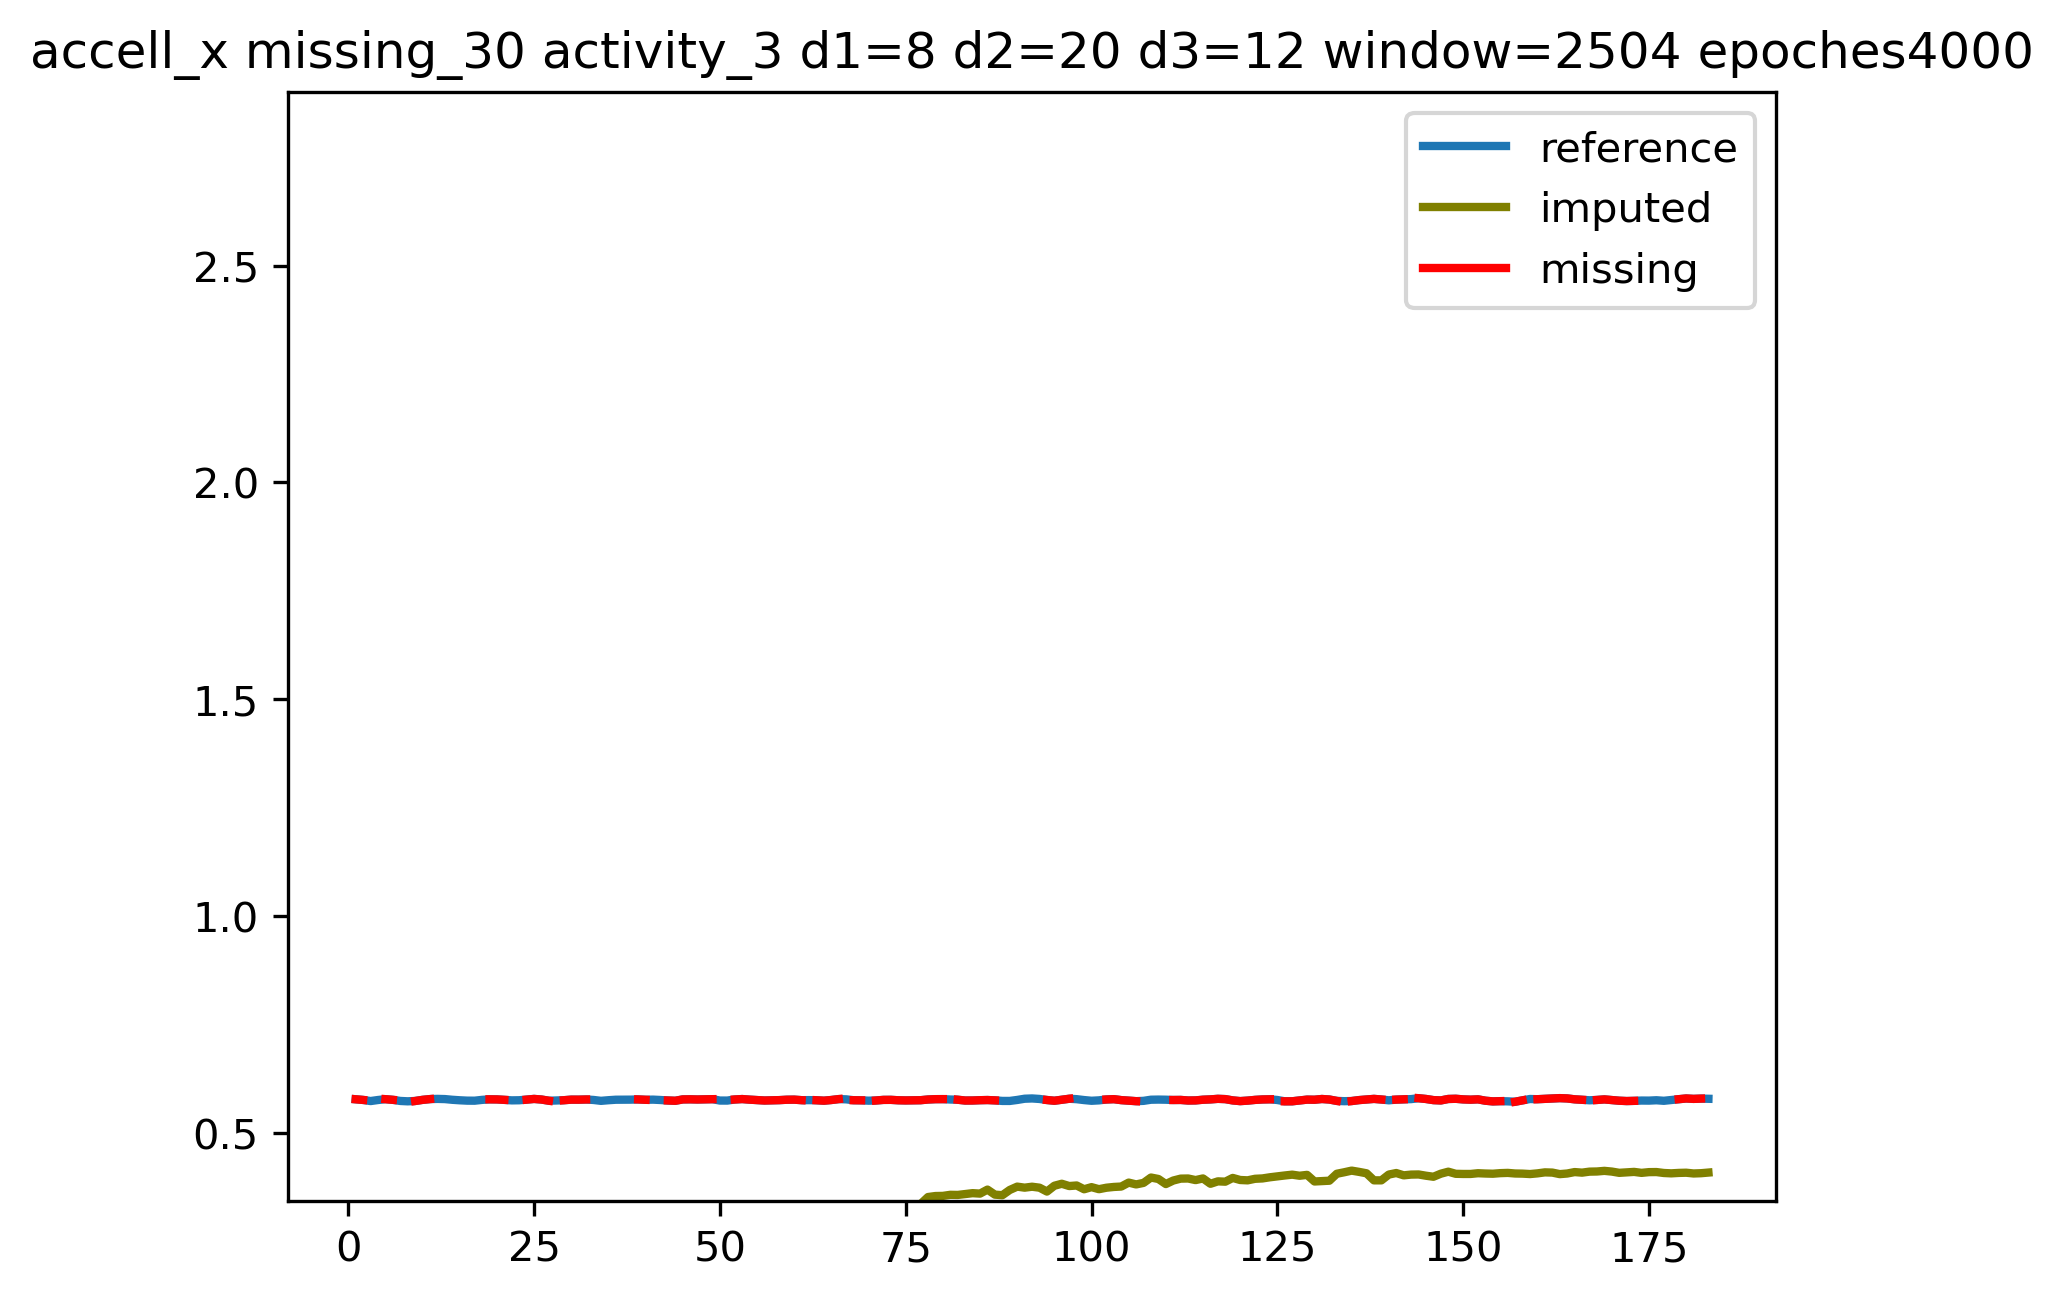 accell_x missing_30 activity_3 d1=8 d2=20 d3=12 window=2504 epoches4000
reference
imputed
missing
2.5
2.0
1.5
1.0
0.5
0 25 50 75 100 125 150 175